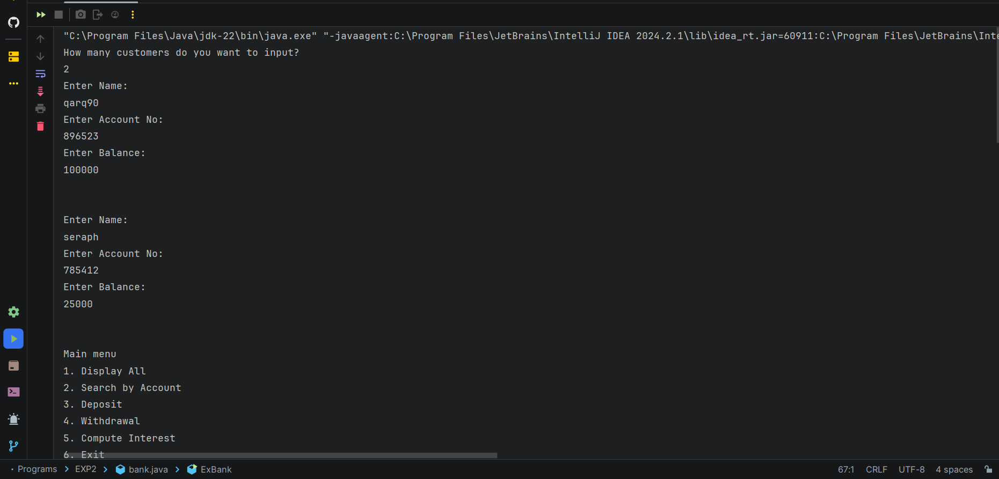 "C:\Program Files\Java\jdk-22\bin\java.exe" "-javaagent:C:\Program Files\JetBrains\IntelliJ IDEA 2024.2.1\lib\idea_rt.jar=60911:C:\Program Files\JetBrains\Inte
How many customers do you want to input?
2
Enter Name:
qarq90
Enter Account No:
896523
Enter Balance:
100000
Enter Name:
seraph
Enter Account No:
785412
Enter Balance:
25000
Main menu
1. Display All
2. Search by Account
3. Deposit
4. Withdrawal
5. Compute Interest
6. Exit
Programs > EXP2 > bank.java > ExBank 67:1 CRLF UTF-8 4 spaces